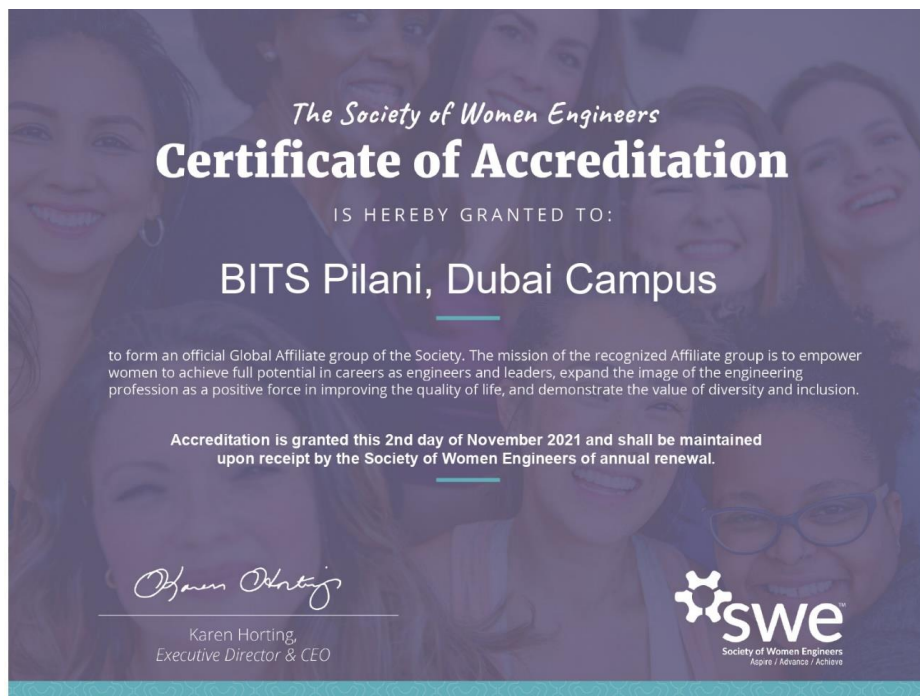 The Society of Women Engineers
Certificate of Accreditation
IS HEREBY GRANTED TO:
BITS Pilani, Dubai Campus
to form an official Global Affiliate group of the Society. The mission of the recognized Affiliate group is to empower
women to achieve full potential in careers as engineers and leaders, expand the image of the engineering
profession as a positive force in improving the quality of life, and demonstrate the value of diversity and inclusion.
Accreditation is granted this 2nd day of November 2021 and shall be maintained
upon receipt by the Society of Women Engineers of annual renewal.
Karen Horting
Karen Horting,
Executive Director & CEO
swe™
Society of Women Engineers
Aspire / Advance / Achieve